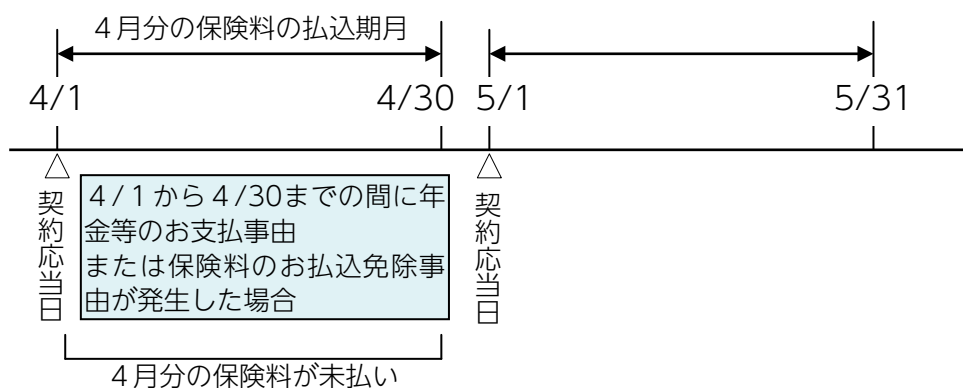 ４月分の保険料の払込期月
4/1
4/30
5/1
5/31
契約応当日
４/１から４/30までの間に年
金等のお支払事由
または保険料のお払込免除事
由が発生した場合
契約応当日
４月分の保険料が未払い